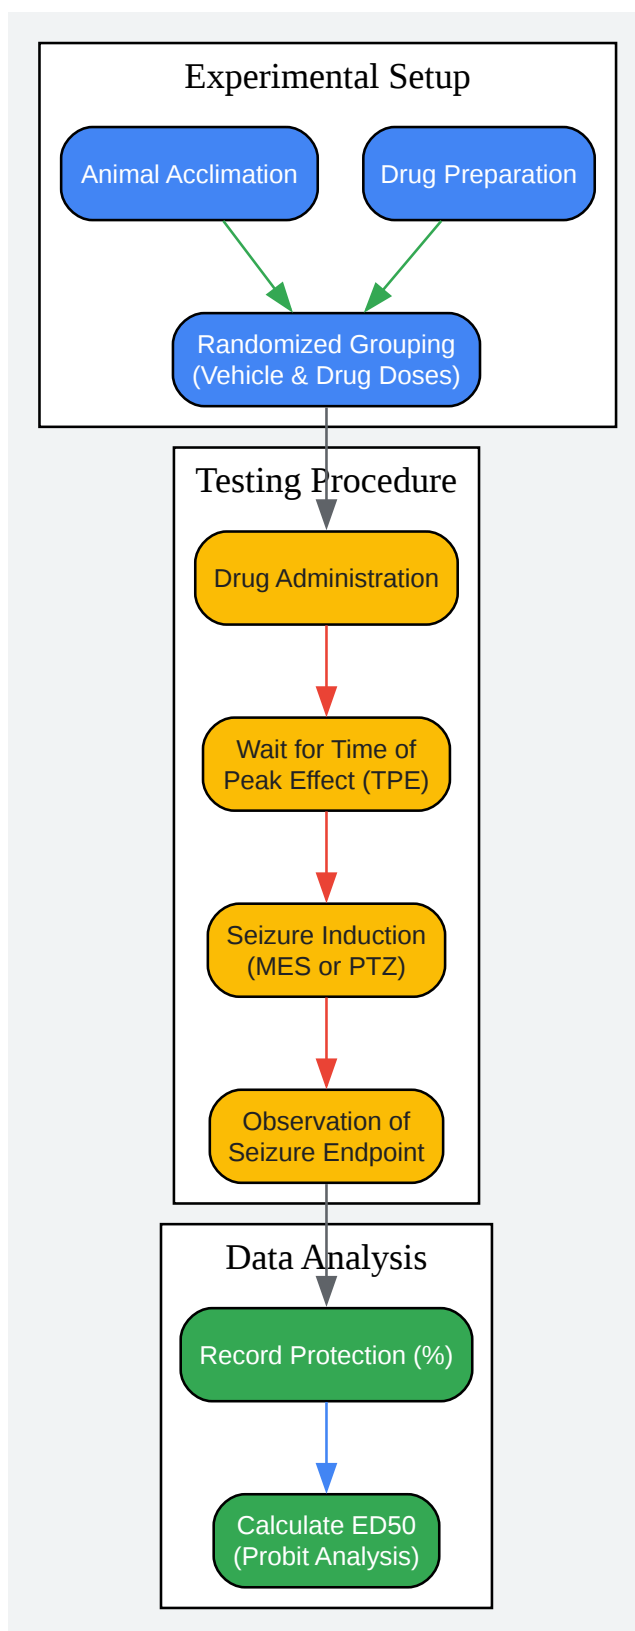 Experimental Setup
Animal Acclimation
Drug Preparation
Randomized Grouping
(Vehicle & Drug Doses)
Testing Procedure
Drug Administration
Wait for Time of
Peak Effect (TPE)
Seizure Induction
(MES or PTZ)
Observation of
Seizure Endpoint
Data Analysis
Record Protection (%)
Calculate ED50
(Probit Analysis)